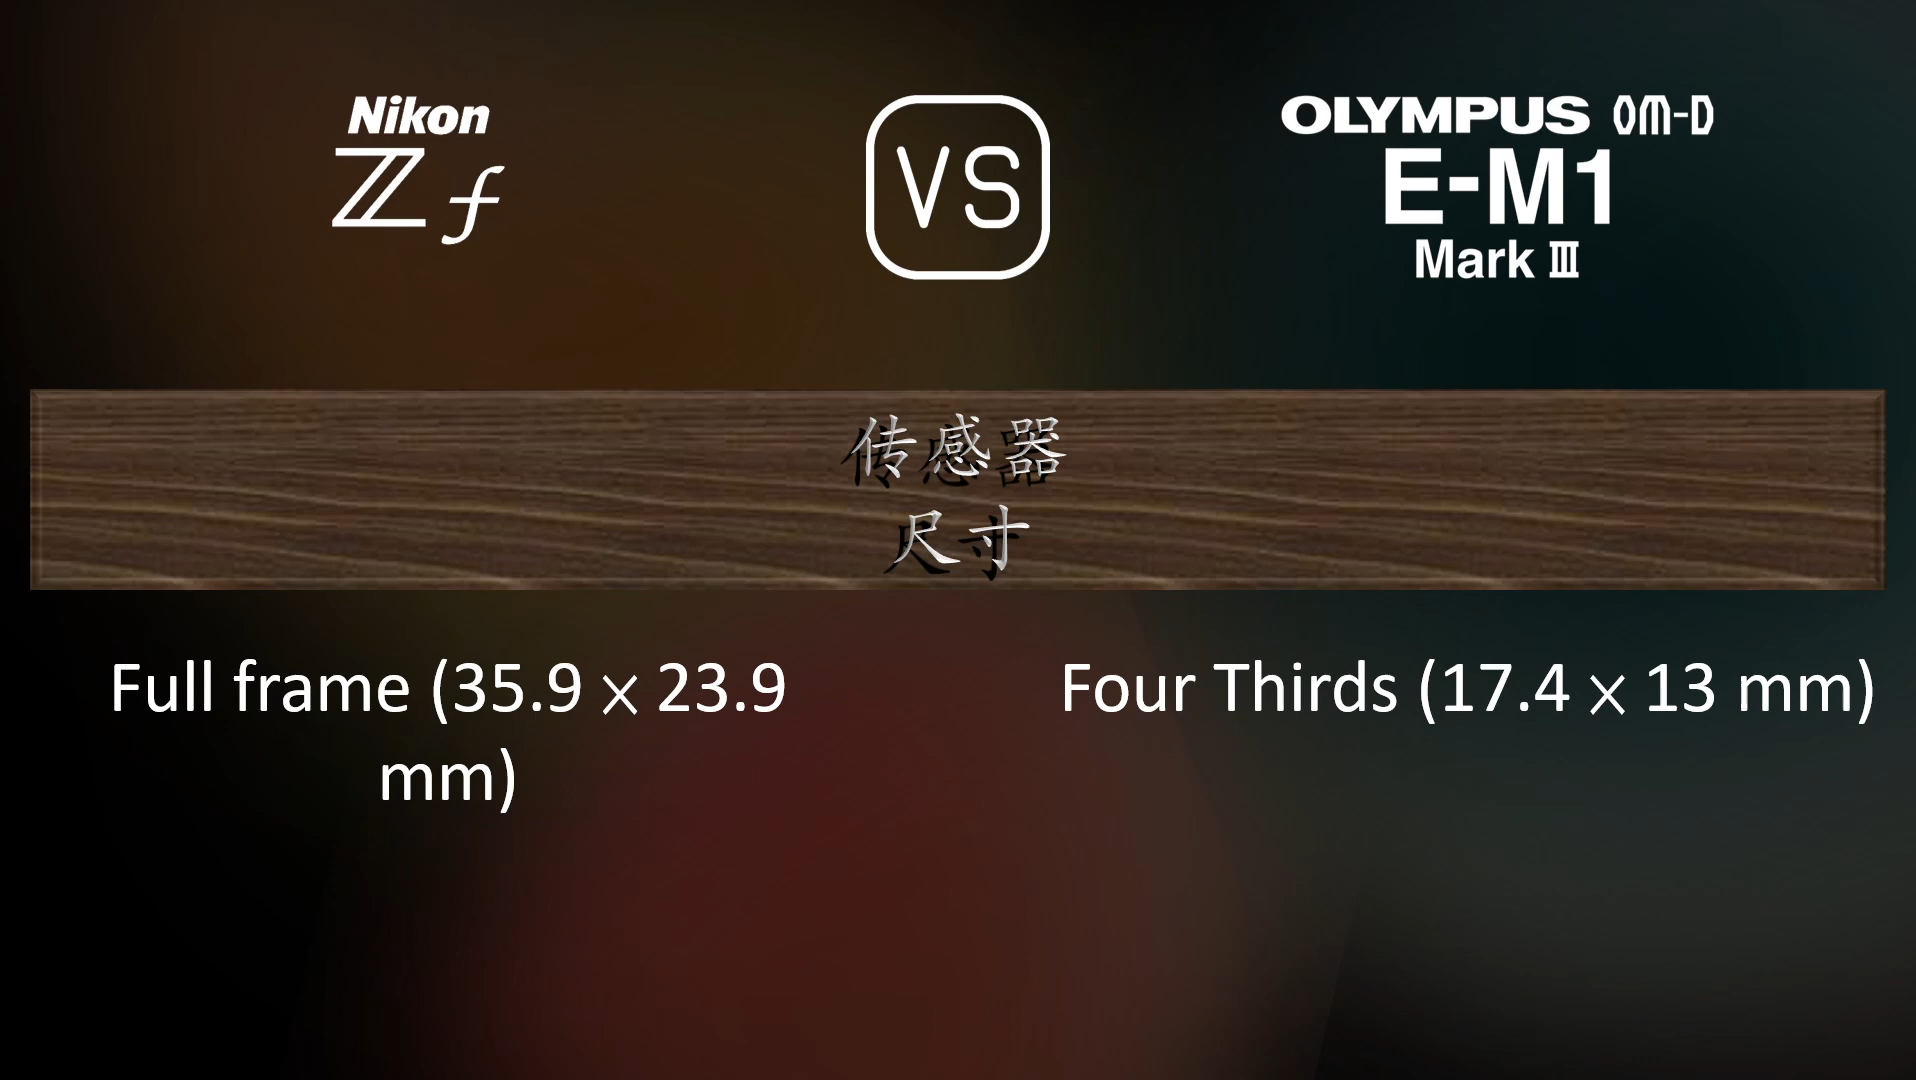 Nikon
Z f
VS
OLYMPUS OM-D
E-M1
Mark III
传感器
尺寸
Full frame (35.9 x 23.9
mm)
Four Thirds (17.4 x 13 mm)